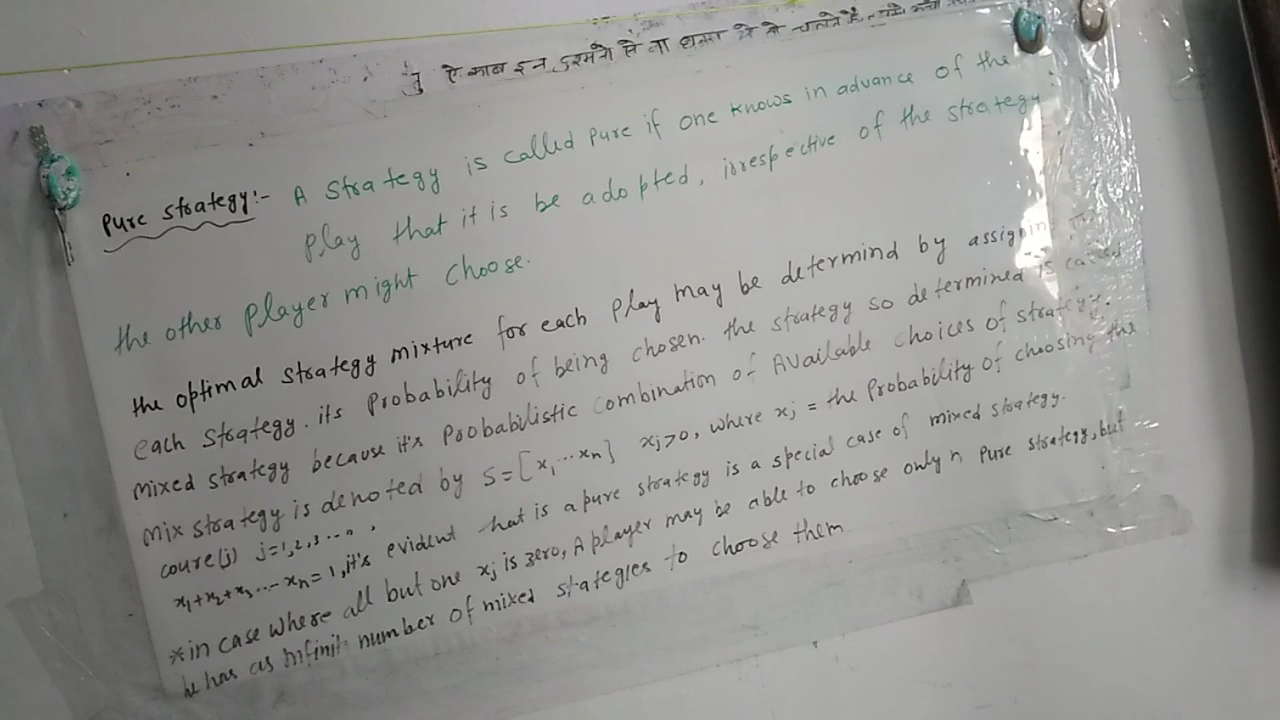 ऐ
इन
से ना
Pure strategy:- A strategy is called Pure if one knows in advance of the
play that it is be adopted, irrespective of the strategy
the other player might choose.
the optimal strategy mixture for each play may be determind by assigning
each strategy. its Probability of being chosen. the strategy so determined is called
mixed strategy because it's Probabilistic Combination of Available choices of strategy.
Mix strategy is denoted by S=[x₁...xn} xj>0, where xj = the Probability of choosing the
coure(j) j=1,2,3...n,
x₁+x₂+x₃...-xn=1, it's evident that is a pure strategy is a special case of mixed strategy.
*in case where all but one xj is zero, A player may be able to choose only n pure strategy, but
he has as infinit number of mixed strategies to choose them.